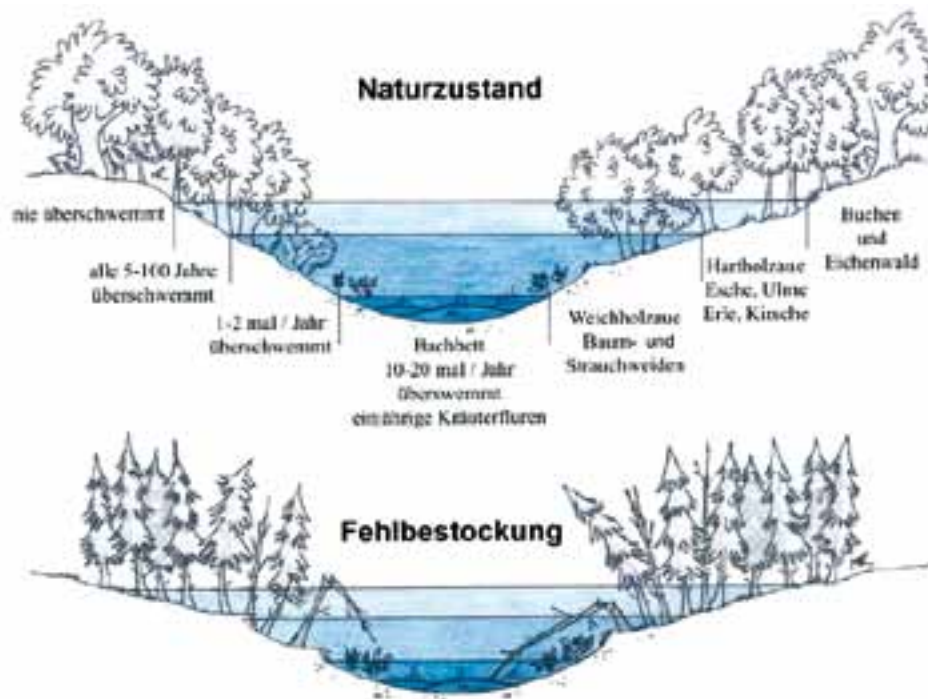 Naturzustand
nie überschwemmt
alle 5-100 Jahre
überschwemmt
1-2 mal / Jahr
überschwemmt
Bachbett
10-20 mal / Jahr
überswemmt
einjährige Kräuterfluren
Weichholzaue
Baum- und
Strauchweiden
Hartholzaue
Esche, Ulme
Erle, Kirsche
Buchen
und
Eichenwald
Fehlbestockung